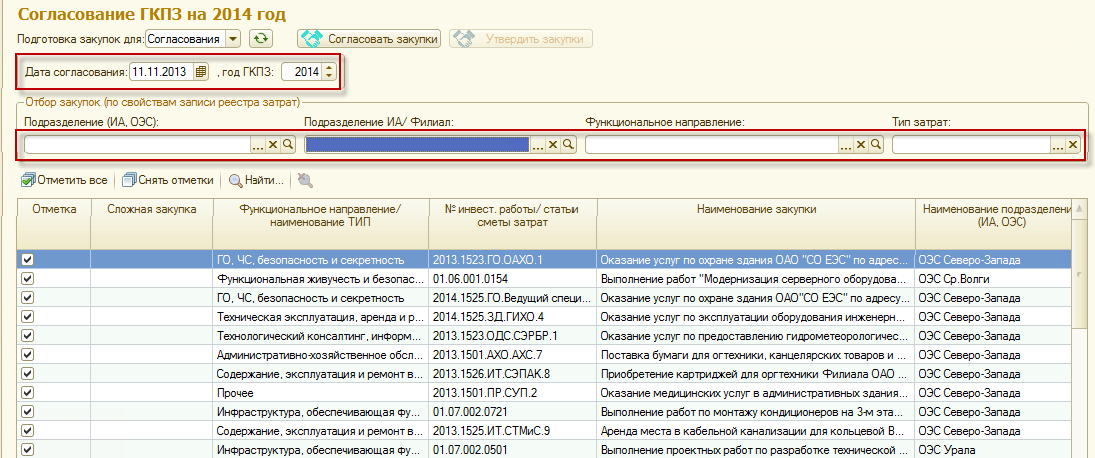 Согласование ГКПЗ на 2014 год
Подготовка закупок для: Согласования Согласовать закупки Утвердить закупки
Дата согласования: 11.11.2013 , год ГКПЗ: 2014
Отбор закупок (по свойствам записи реестра затрат)
Подразделение (ИА, ОЭС): Подразделение ИА/ Филиал: Функциональное направление: Тип затрат:
... ... ... ...
Отметить все Снять отметки Найти...
Отметка Сложная закупка Функциональное направление/ № инвест. работы/ статьи Наименование закупки Наименование подразделен
наименование ТИП сметы затрат (ИА, ОЭС)
ГО, ЧС, безопасность и секретность 2013.1523.ГО.ОАХО.1 Оказание услуг по охране здания ОАО "СО ЕЭС" по адрес... ОЭС Северо-Запада
Функциональная живучесть и безопас... 01.06.001.0154 Выполнение работ "Модернизация серверного оборудова... ОЭС Ср.Волги
ГО, ЧС, безопасность и секретность 2014.1525.ГО.Ведущий специ... Оказание услуг по охране здания ОАО"СО ЕЭС" по адресу... ОЭС Северо-Запада
Техническая эксплуатация, аренда и р... 2014.1525.ЗД.ГИХО.4 Оказание услуг по эксплуатации оборудования инженерн... ОЭС Северо-Запада
Технологический консалтинг, информ... 2013.1523.ОДС.СЭРБР.1 Оказание услуг по предоставлению гидрометеорологичес... ОЭС Северо-Запада
Административно-хозяйственное обсл... 2013.1501.АХО.АХС.7 Поставка бумаги для огтехники, канцелярских товаров и ... ОЭС Северо-Запада
Содержание, эксплуатация и ремонт в... 2013.1526.ИТ.СЭПАК.8 Приобретение картриджей для оргтехники Филиала ОАО ... ОЭС Северо-Запада
Прочее 2013.1501.ПР.СУП.2 Оказание медицинских услуг в административных здания... ОЭС Северо-Запада
Инфраструктура, обеспечивающая фу... 01.07.002.0721 Выполнение работ по монтажу кондиционеров на 3-м эта... ОЭС Северо-Запада
Содержание, эксплуатация и ремонт в... 2013.1525.ИТ.СТМиС.9 Аренда места в кабельной канализации для кольцевой В... ОЭС Северо-Запада
Инфраструктура, обеспечивающая фу... 01.07.002.0501 Выполнение проектных работ по разработке технической ... ОЭС Урала